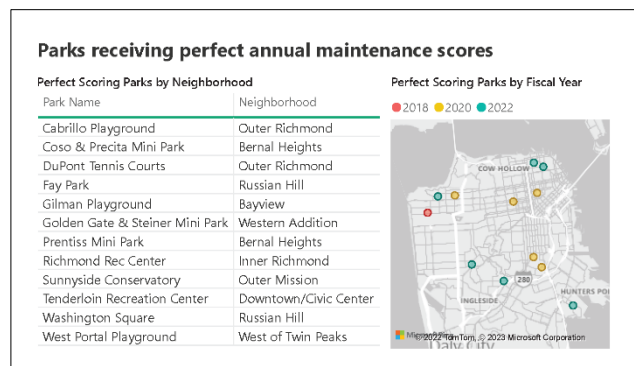 Parks receiving perfect annual maintenance scores
Perfect Scoring Parks by Neighborhood
Park Name Neighborhood
Cabrillo Playground Outer Richmond
Coso & Precita Mini Park Bernal Heights
DuPont Tennis Courts Outer Richmond
Fay Park Russian Hill
Gilman Playground Bayview
Golden Gate & Steiner Mini Park Western Addition
Prentiss Mini Park Bernal Heights
Richmond Rec Center Inner Richmond
Sunnyside Conservatory Outer Mission
Tenderloin Recreation Center Downtown/Civic Center
Washington Square Russian Hill
West Portal Playground West of Twin Peaks
Perfect Scoring Parks by Fiscal Year
2018 2020 2022
COW HOLLOW
280
HUNTERS PO
INGLESIDE
© 2022 TomTom, © 2023 Microsoft Corporation
Daly City